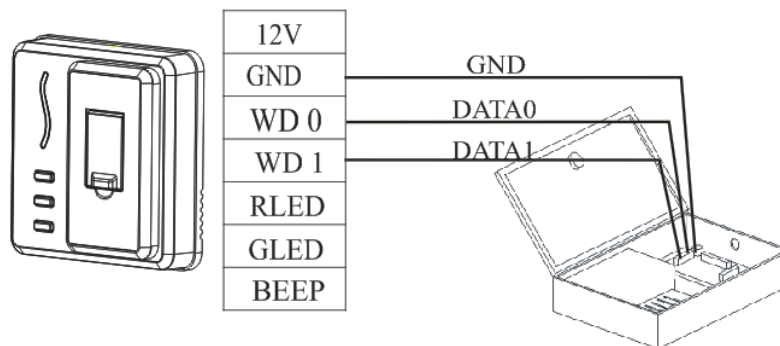 12V
GND GND
WD 0 DATA0
WD 1 DATA1
RLED
GLED
BEEP